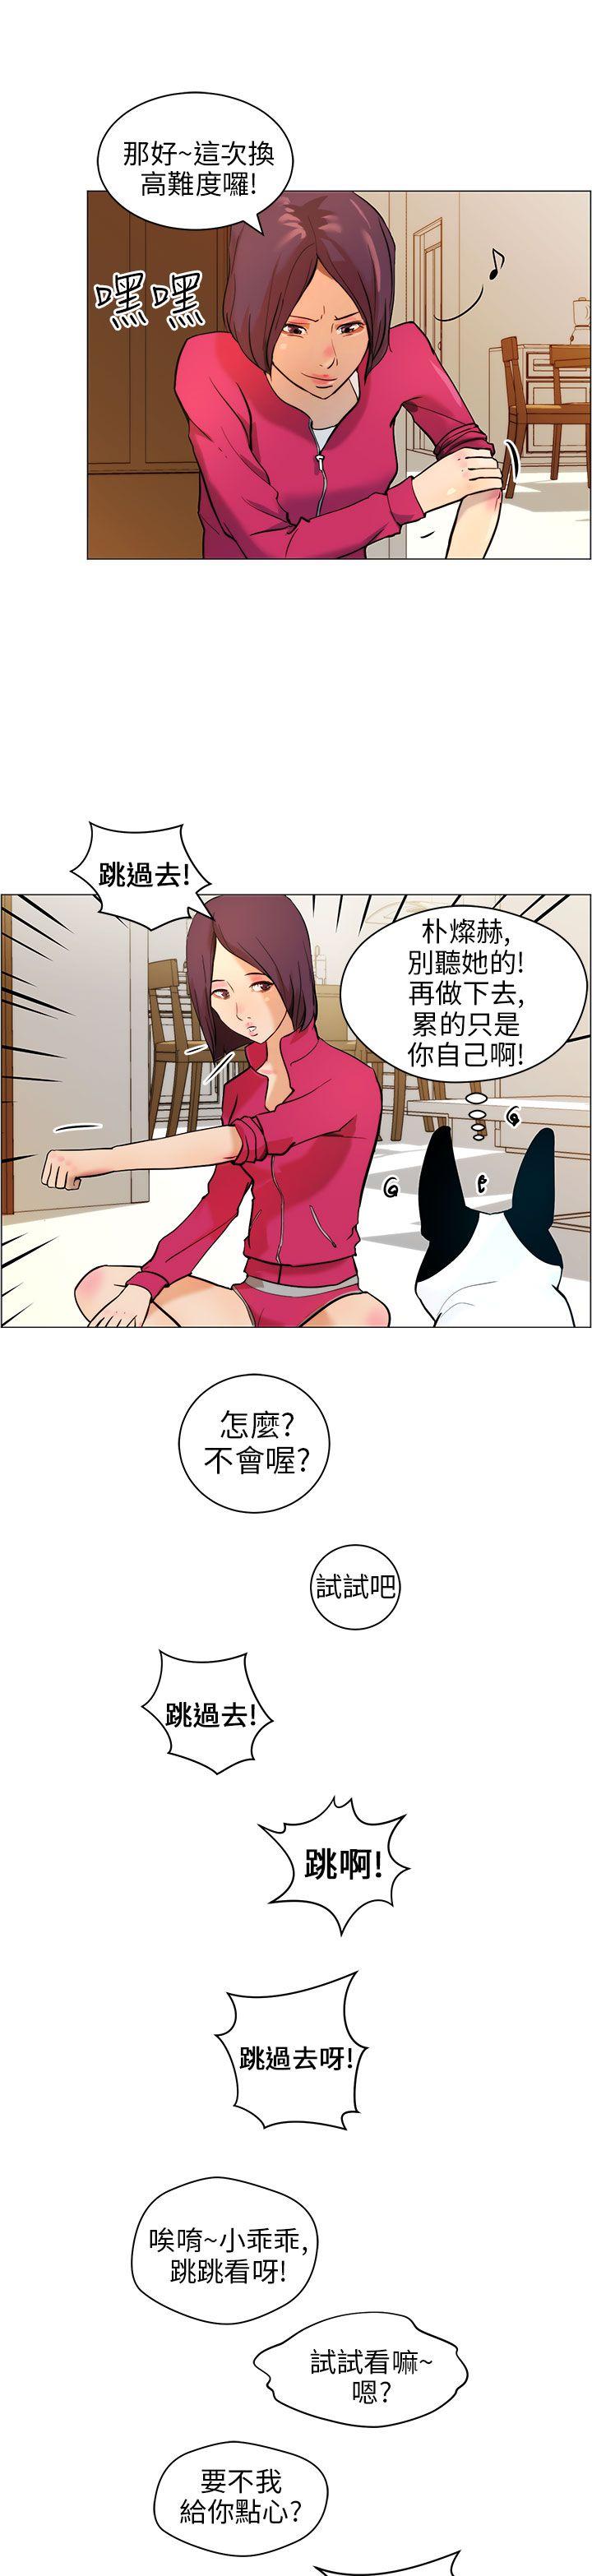 那好~這次換
高難度囉!
嘿嘿
跳過去!
朴燦赫,
別聽她的!
再做下去,
累的只是
你自己啊!
怎麼?
不會喔?
試試吧
跳過去!
跳啊!
跳過去呀!
唉唷~小乖乖,
跳跳看呀!
試試看嘛~
嗯?
要不我
給你點心?